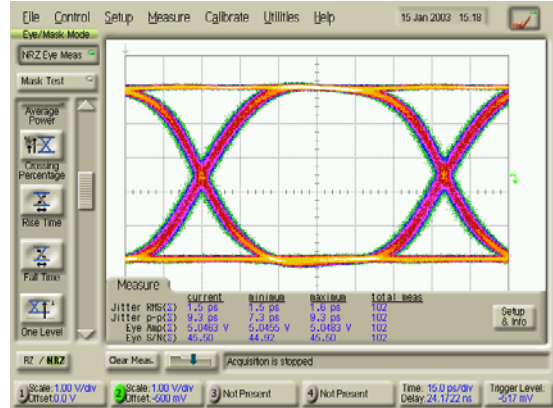 File Control Setup Measure Calibrate Utilities Help 15 Jan 2003 15:18
Eye/Mask Mode
NRZ Eye Meas
Mask Test
Average
Power
Crossing
Percentage
Rise Time
Fall Time
One Level
Measure
current minimum maximum total meas
Jitter RMS(Σ) 1.5 ps 1.5 ps 1.6 ps 102
Jitter p-p(Σ) 9.3 ps 7.3 ps 9.3 ps 102
Eye Amp(Σ) 5.0463 V 5.0455 V 5.0483 V 102
Eye S/N(Σ) 45.50 44.92 45.50 102
Setup
& Info
RZ / NRZ
Clear Meas.
Acquisition is stopped
1 Scale: 1.00 V/div
Offset: 0.0 V
2 Scale: 1.00 V/div
Offset: -500 mV
3 Not Present
4 Not Present
Time: 15.0 ps/div
Delay: 24.1722 ns
Trigger Level:
-517 mV